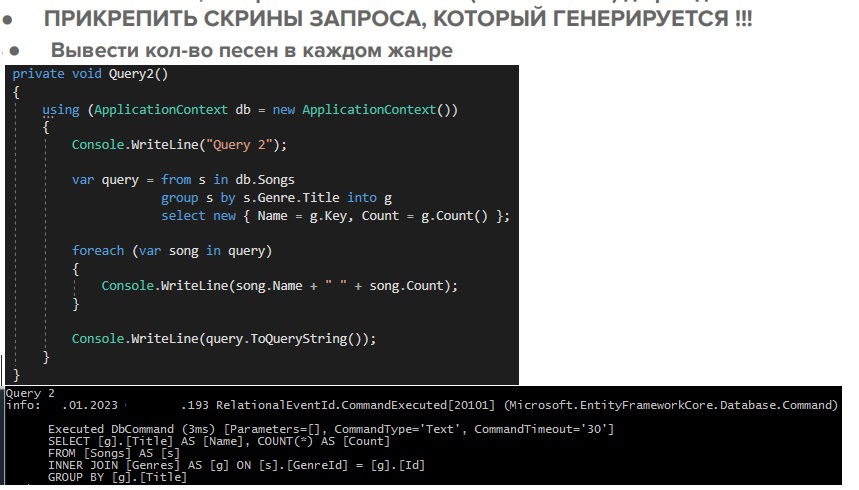 ● ПРИКРЕПИТЬ СКРИНЫ ЗАПРОСА, КОТОРЫЙ ГЕНЕРИРУЕТСЯ !!!
● Вывести кол-во песен в каждом жанре
private void Query2()
{
using (ApplicationContext db = new ApplicationContext())
{
Console.WriteLine("Query 2");
var query = from s in db.Songs
group s by s.Genre.Title into g
select new { Name = g.Key, Count = g.Count() };
foreach (var song in query)
{
Console.WriteLine(song.Name + " " + song.Count);
}
Console.WriteLine(query.ToQueryString());
}
}
Query 2
info: .01.2023 .193 RelationalEventId.CommandExecuted[20101] (Microsoft.EntityFrameworkCore.Database.Command)
Executed DbCommand (3ms) [Parameters=[], CommandType='Text', CommandTimeout='30']
SELECT [g].[Title] AS [Name], COUNT(*) AS [Count]
FROM [Songs] AS [s]
INNER JOIN [Genres] AS [g] ON [s].[GenreId] = [g].[Id]
GROUP BY [g].[Title]